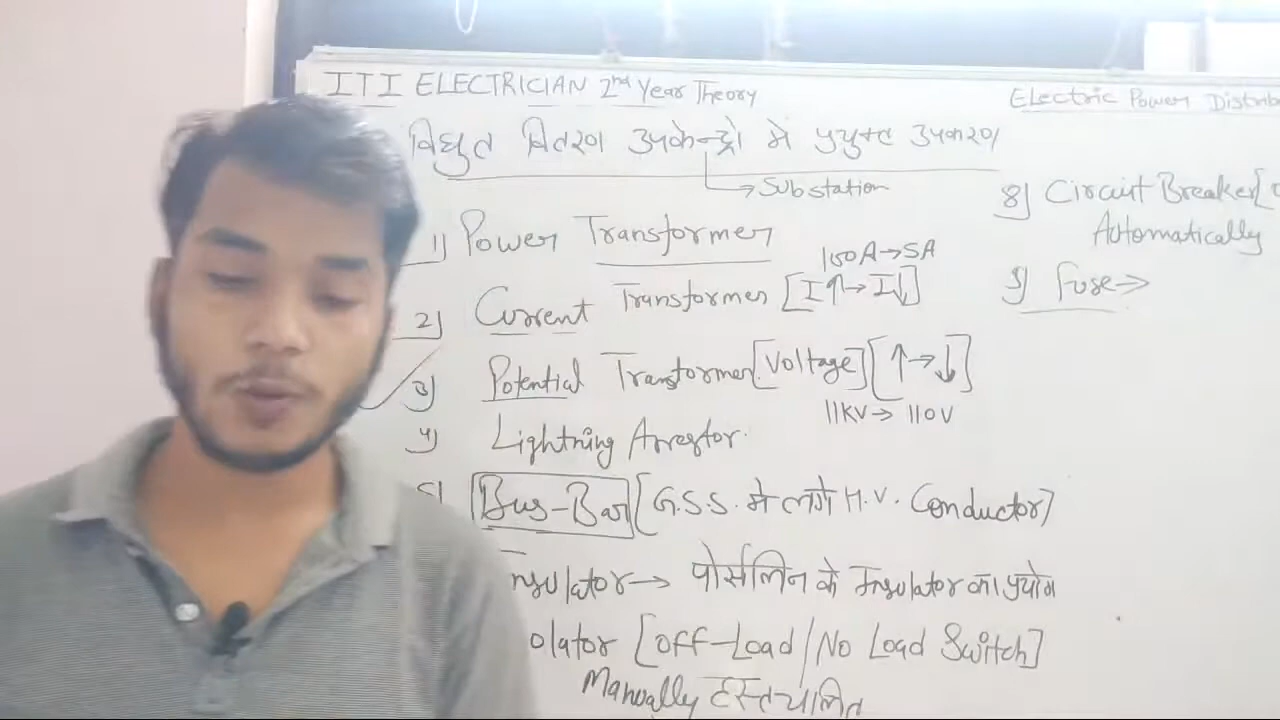 ITI ELECTRICIAN 2nd Year Theory
Electric Power Distrib
विधुत वितरण उपकेन्द्रो मे प्रयुक्त उपकरण
→ Substation
1) Power Transformer
100A→5A
2) Current Transformer [I↑→I↓]
3) Potential Transformer [Voltage] [↑→↓]
11KV→ 110V
4) Lightning Arrestor.
5) Bus-Bar [G.S.S. मे लगे H.V. Conductor]
Insulator→ पोर्सलिन के Insulator का प्रयोग
olator [Off-Load/No Load Switch]
Manually हस्तचालित
8) Circuit Breaker [
Automatically
9) Fuse→